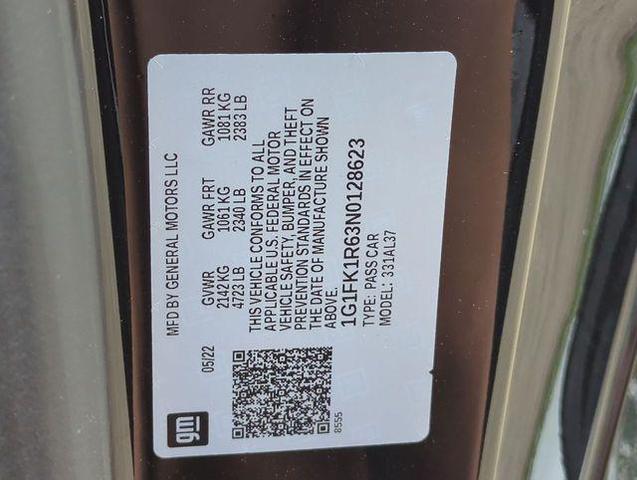 gm
05/22
MFD BY GENERAL MOTORS LLC
GVWR GAWR FRT GAWR RR
2142 KG 1061 KG 1081 KG
4723 LB 2340 LB 2383 LB
THIS VEHICLE CONFORMS TO ALL
APPLICABLE U.S. FEDERAL MOTOR
VEHICLE SAFETY, BUMPER, AND THEFT
PREVENTION STANDARDS IN EFFECT ON
THE DATE OF MANUFACTURE SHOWN
ABOVE.
1G1FK1R63N0128623
TYPE: PASS CAR
MODEL: 331AL37
8555